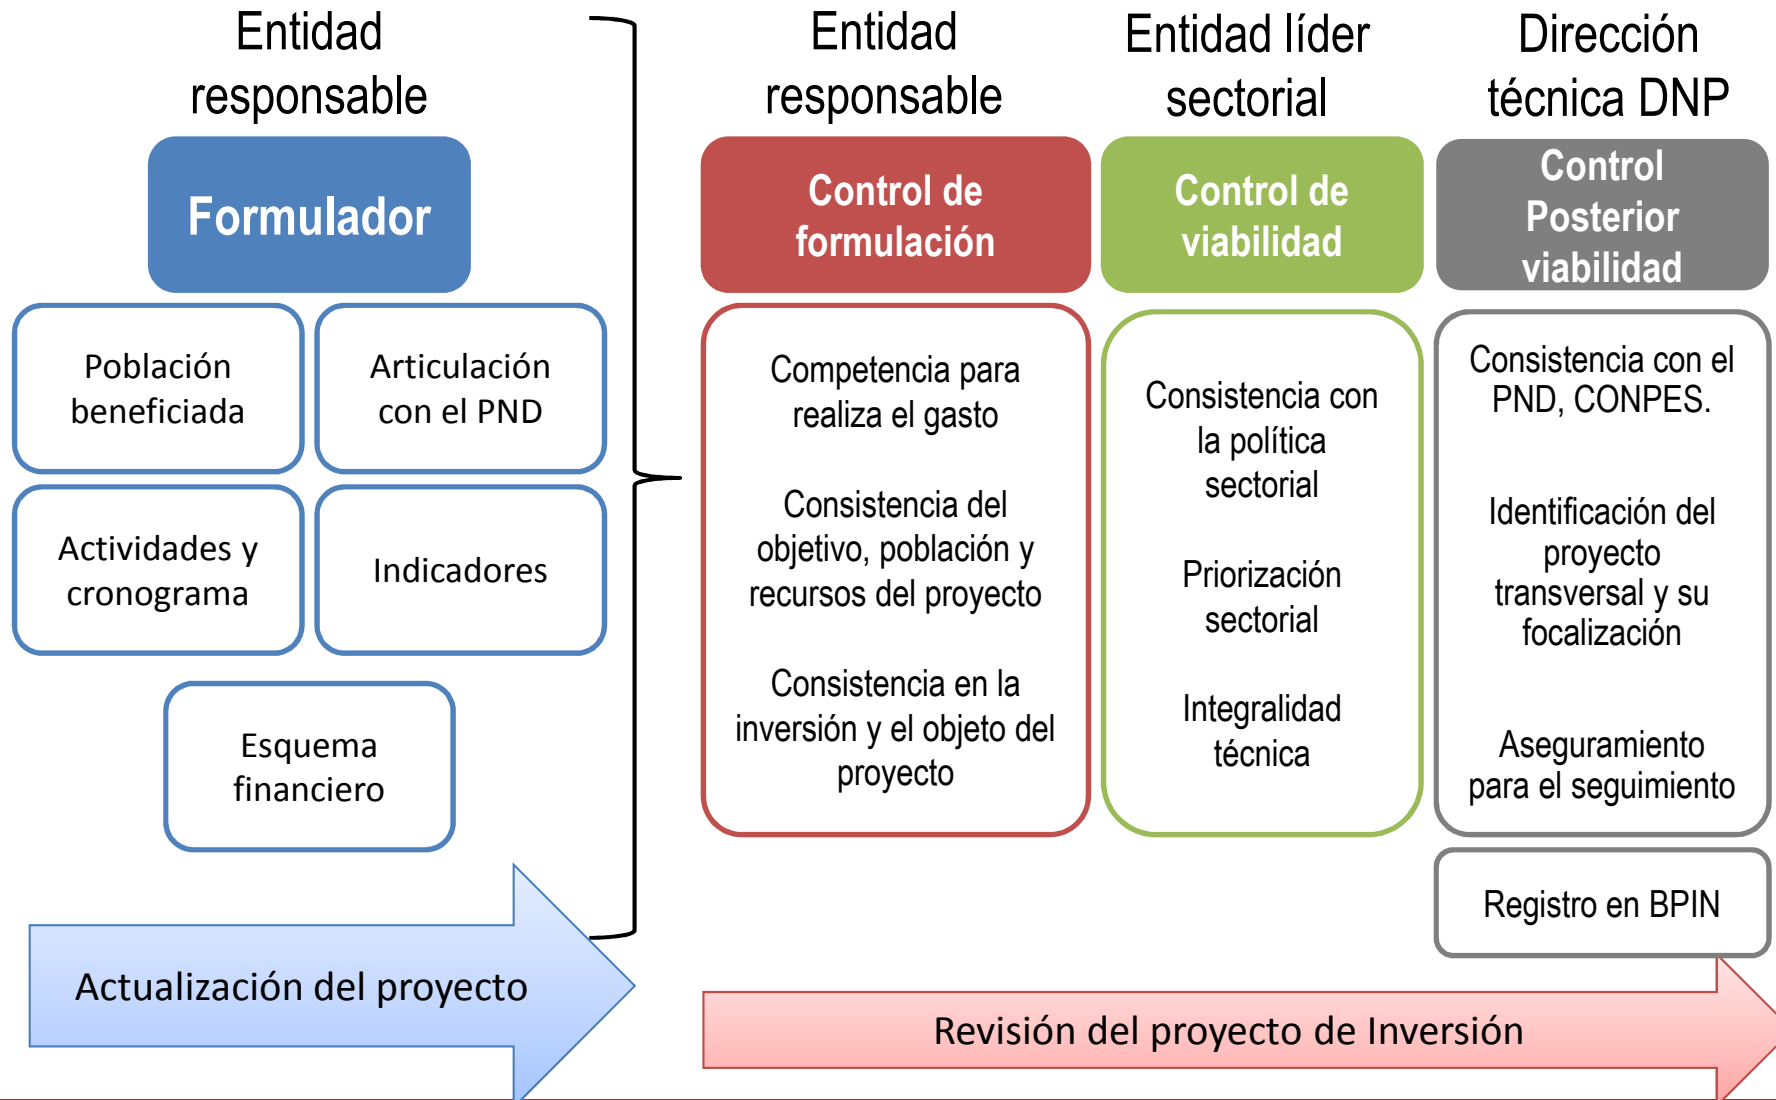 Entidad
responsable
Formulador
Población
beneficiada
Articulación
con el PND
Actividades y
cronograma
Indicadores
Esquema
financiero
Actualización del proyecto
Entidad
responsable
Control de
formulación
Competencia para
realiza el gasto
Consistencia del
objetivo, población y
recursos del proyecto
Consistencia en la
inversión y el objeto del
proyecto
Entidad líder
sectorial
Control de
viabilidad
Consistencia con
la política
sectorial
Priorización
sectorial
Integralidad
técnica
Dirección
técnica DNP
Control
Posterior
viabilidad
Consistencia con el
PND, CONPES.
Identificación del
proyecto
transversal y su
focalización
Aseguramiento
para el seguimiento
Registro en BPIN
Revisión del proyecto de Inversión